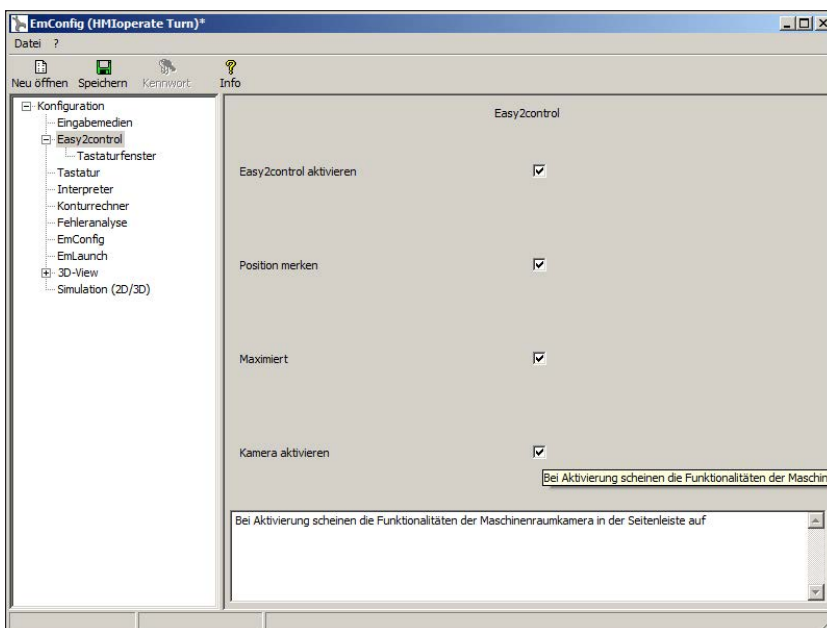 EmConfig (HMIoperate Turn)*
Datei ?
Neu öffnen Speichern Kennwort Info
Konfiguration
Eingabemedien
Easy2control
Tastaturfenster
Tastatur
Interpreter
Konturrechner
Fehleranalyse
EmConfig
EmLaunch
3D-View
Simulation (2D/3D)
Easy2control
Easy2control aktivieren
Position merken
Maximiert
Kamera aktivieren
Bei Aktivierung scheinen die Funktionalitäten der Maschin
Bei Aktivierung scheinen die Funktionalitäten der Maschinenraumkamera in der Seitenleiste auf